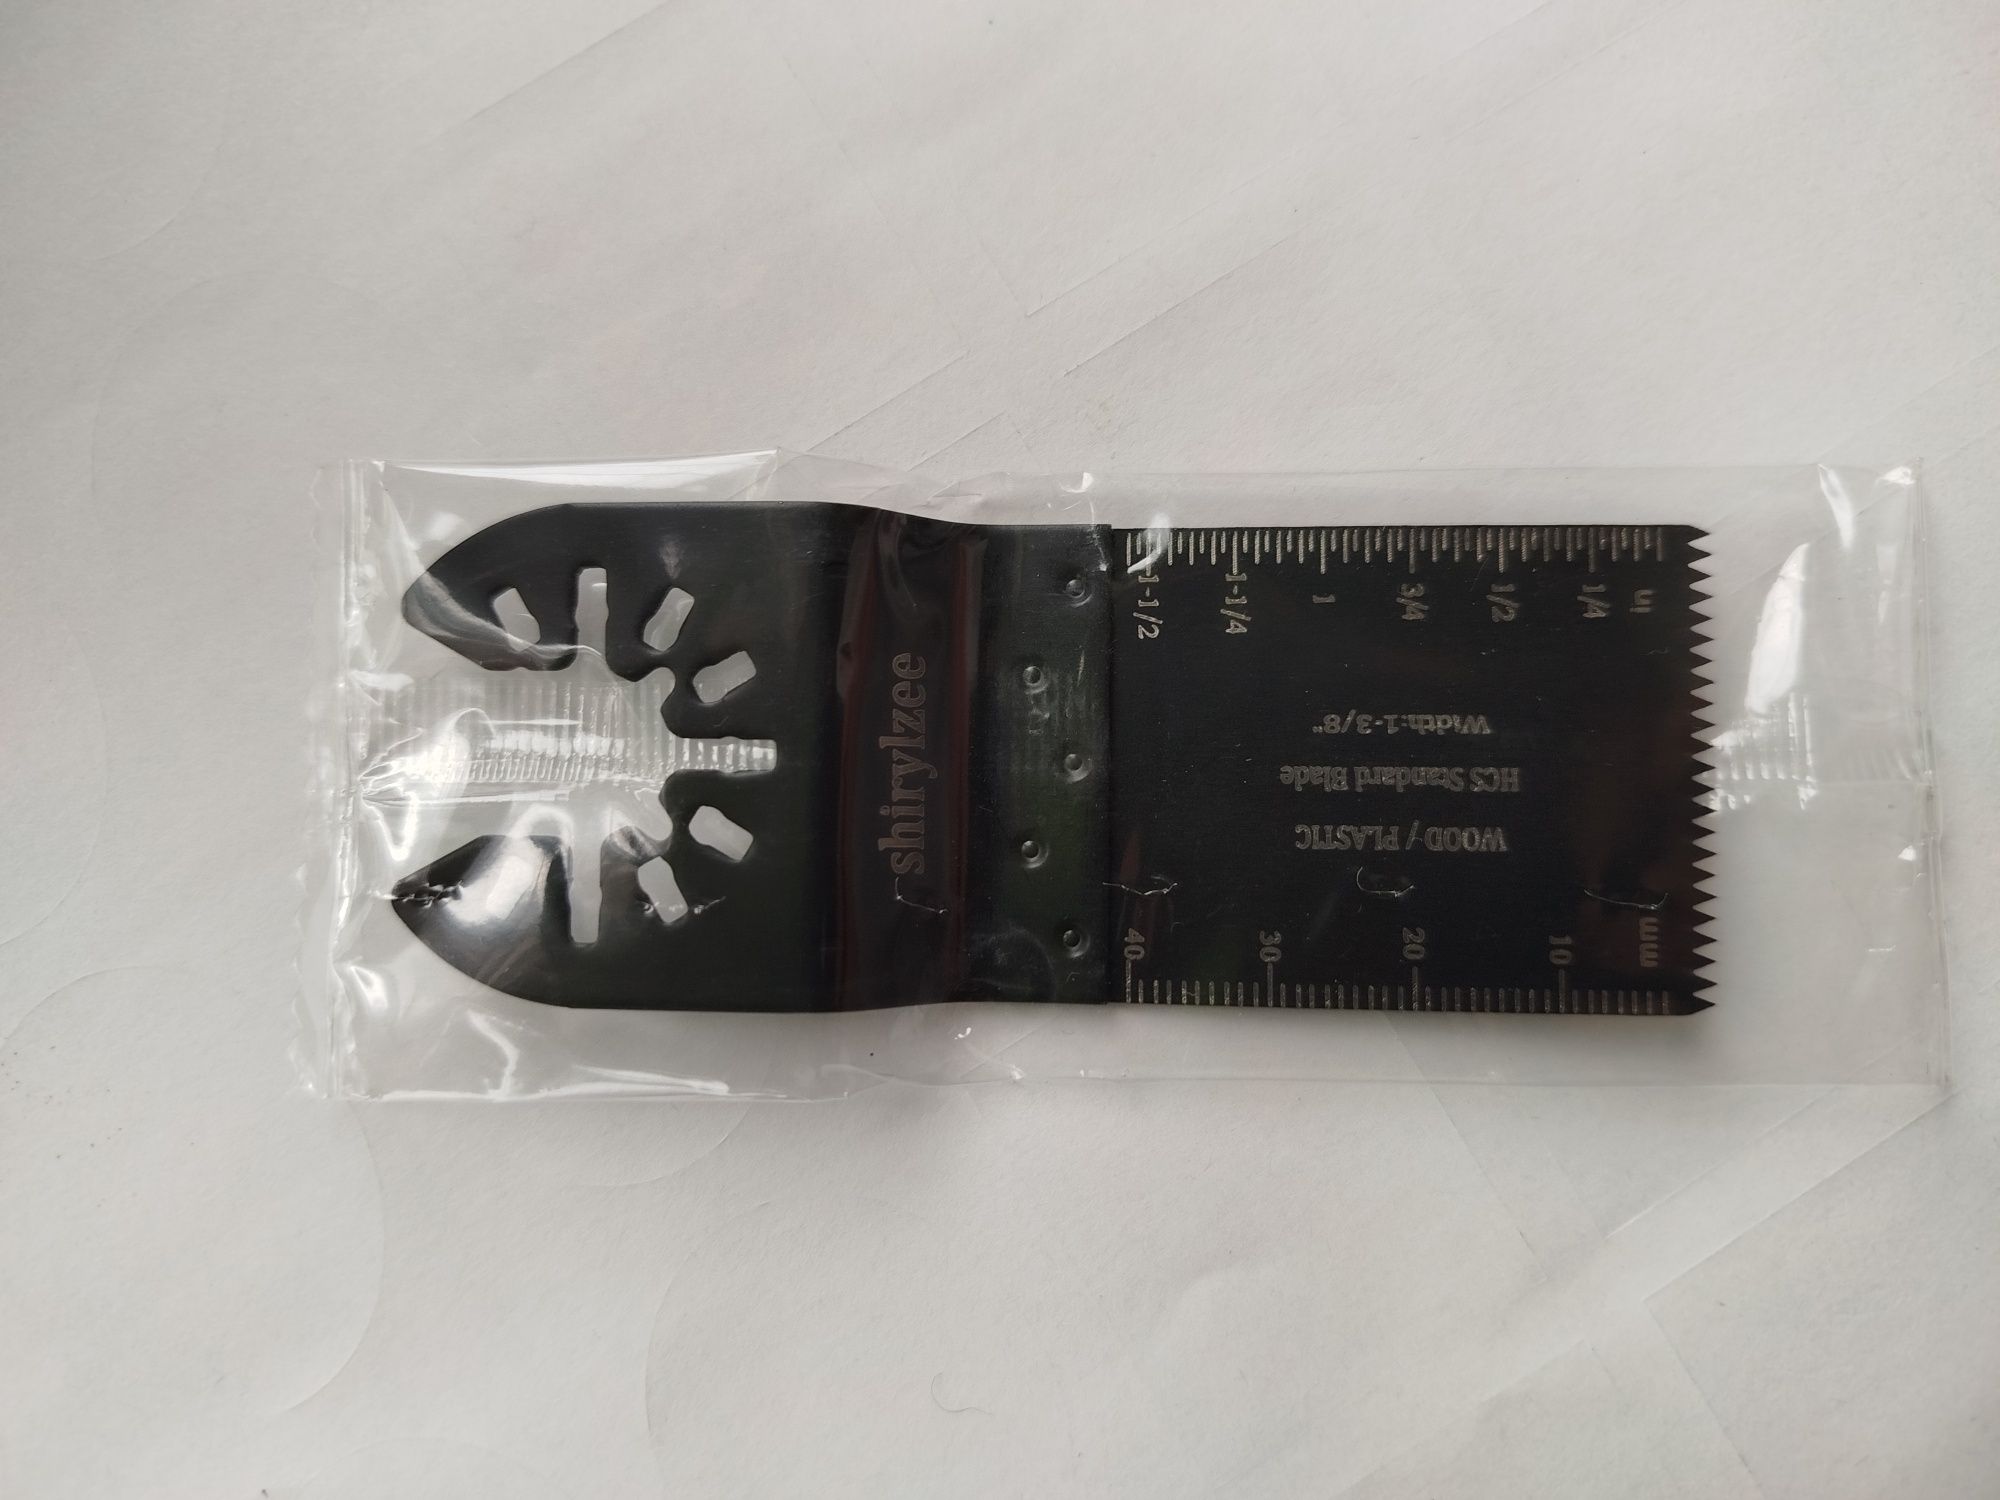 shirylzee
WOOD / PLASTIC
HCS Standard Blade
Width:1-3/8"
in
1/4
1/2
3/4
1
1-1/4
1-1/2
mm
10
20
30
40